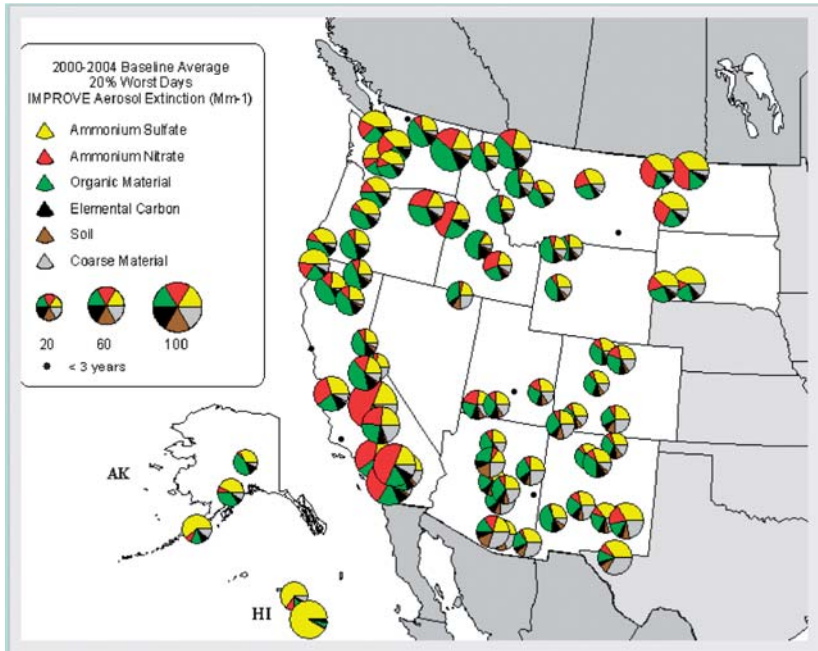 2000-2004 Baseline Average
20% Worst Days
IMPROVE Aerosol Extinction (Mm-1)
Ammonium Sulfate
Ammonium Nitrate
Organic Material
Elemental Carbon
Soil
Coarse Material
20 60 100
< 3 years
AK
HI